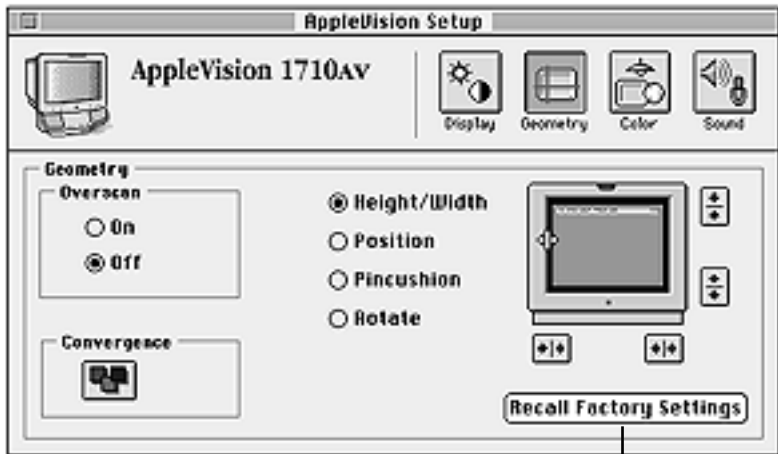 AppleVision Setup
AppleVision 1710AV
Display
Geometry
Color
Sound
Geometry
Overscan
On
Off
Convergence
Height/Width
Position
Pincushion
Rotate
Recall Factory Settings